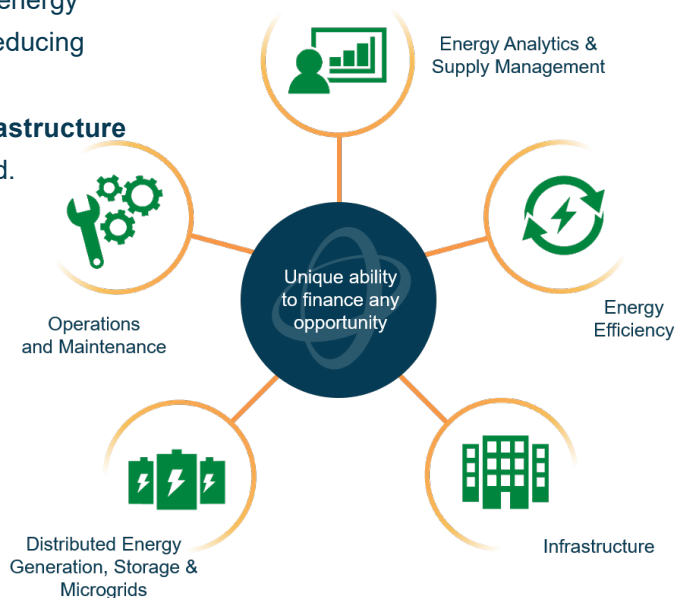 energy
educing
astructure
d.
Energy Analytics &
Supply Management
Unique ability
to finance any
opportunity
Energy
Efficiency
Operations
and Maintenance
Infrastructure
Distributed Energy
Generation, Storage &
Microgrids